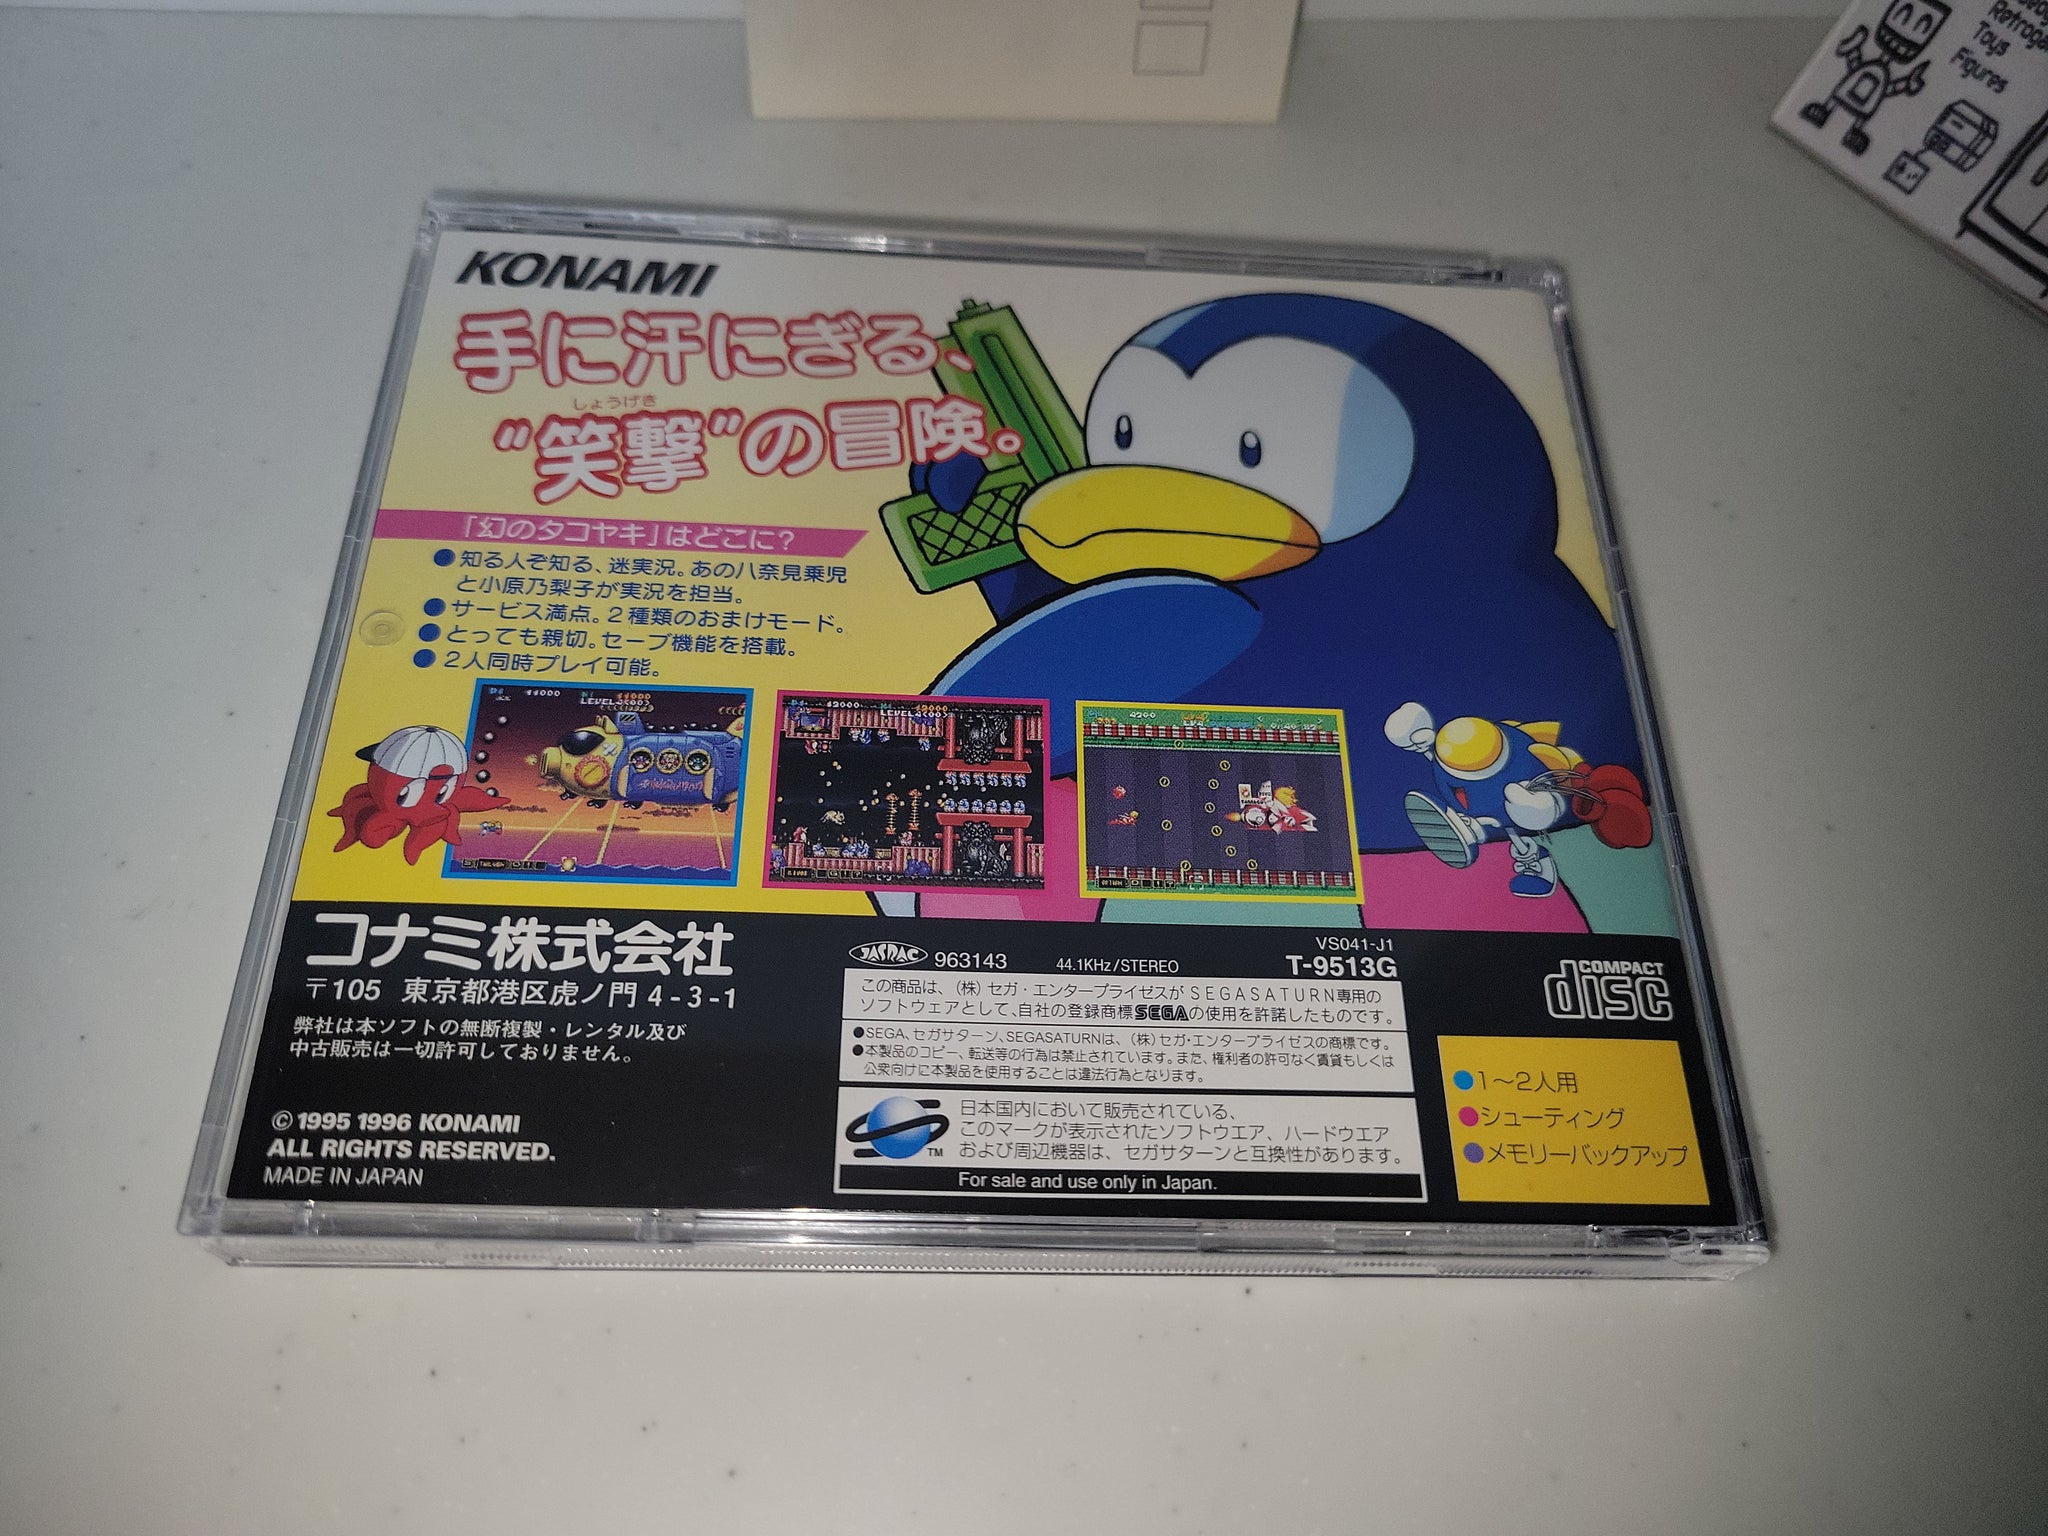 Toys
Figures
KONAMI
手に汗にぎる、
しょうげき
“笑撃”の冒険。
「幻のタコヤキ」はどこに?
●知る人ぞ知る、迷実況。あの八奈見乗児
と小原乃梨子が実況を担当。
●サービス満点。2種類のおまけモード。
●とっても親切。セーブ機能を搭載。
●2人同時プレイ可能。
コナミ株式会社
〒105 東京都港区虎ノ門4-3-1
弊社は本ソフトの無断複製・レンタル及び
中古販売は一切許可しておりません。
© 1995 1996 KONAMI
ALL RIGHTS RESERVED.
MADE IN JAPAN
JASRAC 963143
44.1KHz/STEREO
VS041-J1
T-9513G
この商品は、(株)セガ・エンタープライゼスがSEGASATURN専用の
ソフトウェアとして、自社の登録商標SEGAの使用を許諾したものです。
●SEGA、セガサターン、SEGASATURNは、(株)セガ・エンタープライゼスの商標です。
●本製品のコピー、転送等の行為は禁止されています。また、権利者の許可なく賃貸もしくは
公衆向けに本製品を使用することは違法行為となります。
TM
日本国内において販売されている、
このマークが表示されたソフトウエア、ハードウエア
および周辺機器は、セガサターンと互換性があります。
For sale and use only in Japan.
COMPACT
disc
●1~2人用
●シューティング
●メモリーバックアップ